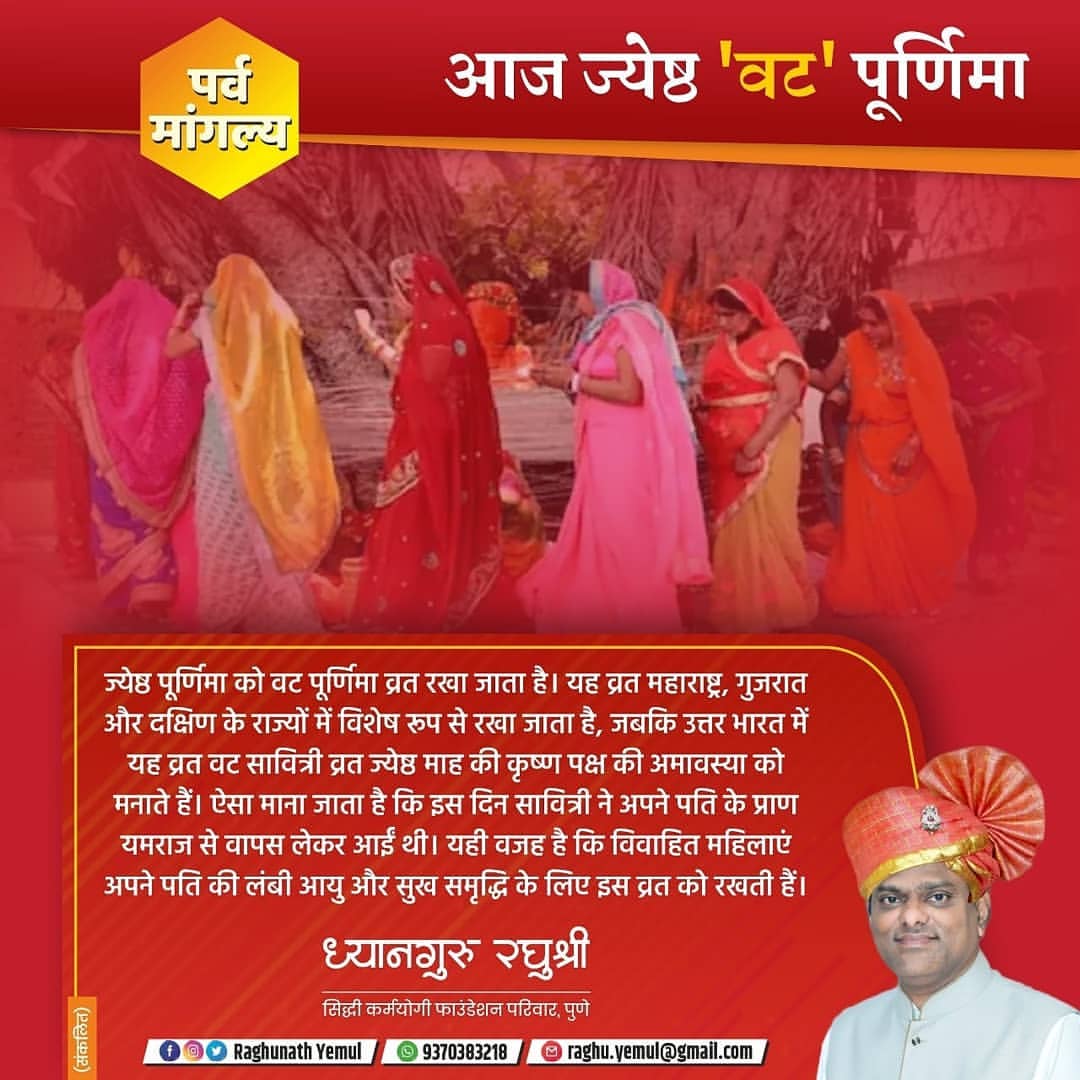 पर्व
मांगल्य
आज ज्येष्ठ 'वट' पूर्णिमा
ज्येष्ठ पूर्णिमा को वट पूर्णिमा व्रत रखा जाता है। यह व्रत महाराष्ट्र, गुजरात
और दक्षिण के राज्यों में विशेष रूप से रखा जाता है, जबकि उत्तर भारत में
यह व्रत वट सावित्री व्रत ज्येष्ठ माह की कृष्ण पक्ष की अमावस्या को
मनाते हैं। ऐसा माना जाता है कि इस दिन सावित्री ने अपने पति के प्राण
यमराज से वापस लेकर आईं थी। यही वजह है कि विवाहित महिलाएं
अपने पति की लंबी आयु और सुख समृद्धि के लिए इस व्रत को रखती हैं।
ध्यानगुरु रघुश्री
सिद्धी कर्मयोगी फाउंडेशन परिवार, पुणे
(संकलित)
Raghunath Yemul
9370383218
raghu.yemul@gmail.com